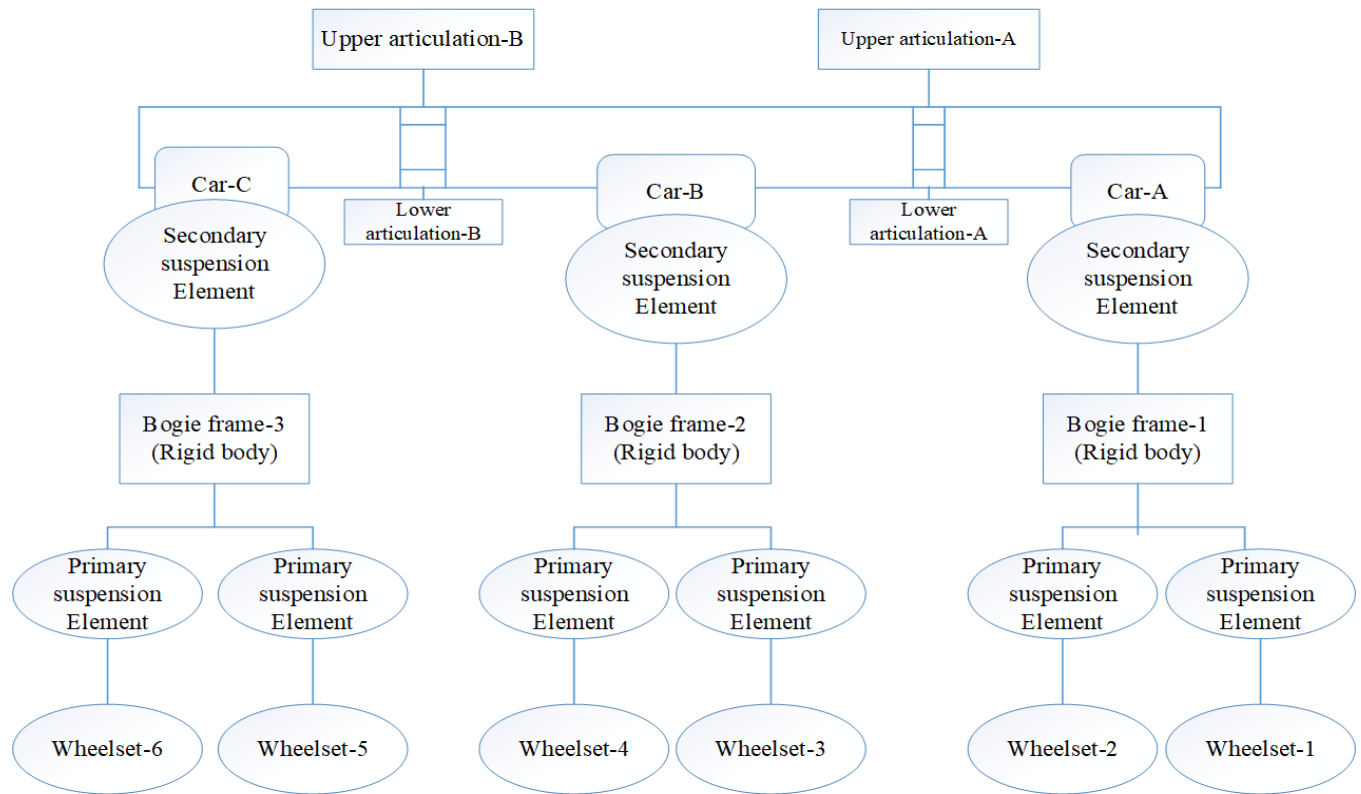 Upper articulation-B
Upper articulation-A
Car-C
Car-B
Car-A
Lower
articulation-B
Lower
articulation-A
Secondary
suspension
Element
Secondary
suspension
Element
Secondary
suspension
Element
Bogie frame-3
(Rigid body)
Bogie frame-2
(Rigid body)
Bogie frame-1
(Rigid body)
Primary
suspension
Element
Primary
suspension
Element
Primary
suspension
Element
Primary
suspension
Element
Primary
suspension
Element
Primary
suspension
Element
Wheelset-6
Wheelset-5
Wheelset-4
Wheelset-3
Wheelset-2
Wheelset-1